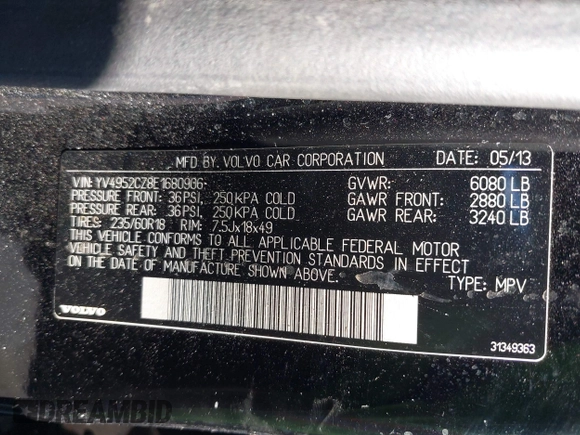 MFD. BY. VOLVO CAR CORPORATION DATE: 05/13
VIN: YV4952CZ8E1680966
PRESSURE FRONT: 36PSI, 250KPA COLD
PRESSURE REAR: 36PSI, 250KPA COLD
TIRES: 235/60R18 RIM: 7.5Jx18x49
GVWR: 6080 LB
GAWR FRONT: 2880 LB
GAWR REAR: 3240 LB
THIS VEHICLE CONFORMS TO ALL APPLICABLE FEDERAL MOTOR
VEHICLE SAFETY AND THEFT PREVENTION STANDARDS IN EFFECT
ON THE DATE OF MANUFACTURE SHOWN ABOVE.
TYPE: MPV
VOLVO
31349363
DREAMBID